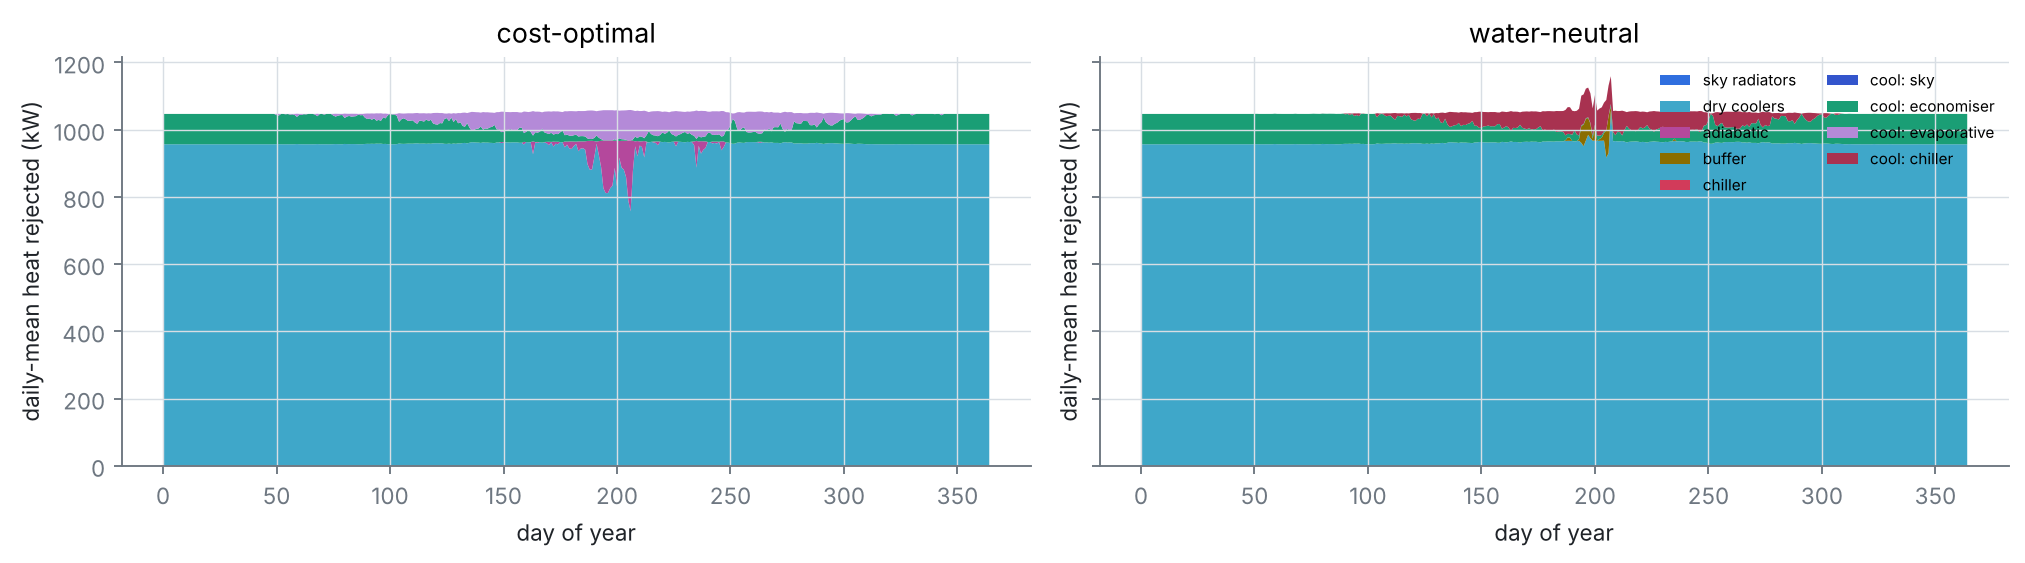 cost-optimal
water-neutral
daily-mean heat rejected (kW)
1200
1000
800
600
400
200
0
0 50 100 150 200 250 300 350
day of year
daily-mean heat rejected (kW)
sky radiators
dry coolers
adiabatic
buffer
chiller
cool: sky
cool: economiser
cool: evaporative
cool: chiller
0 50 100 150 200 250 300 350
day of year